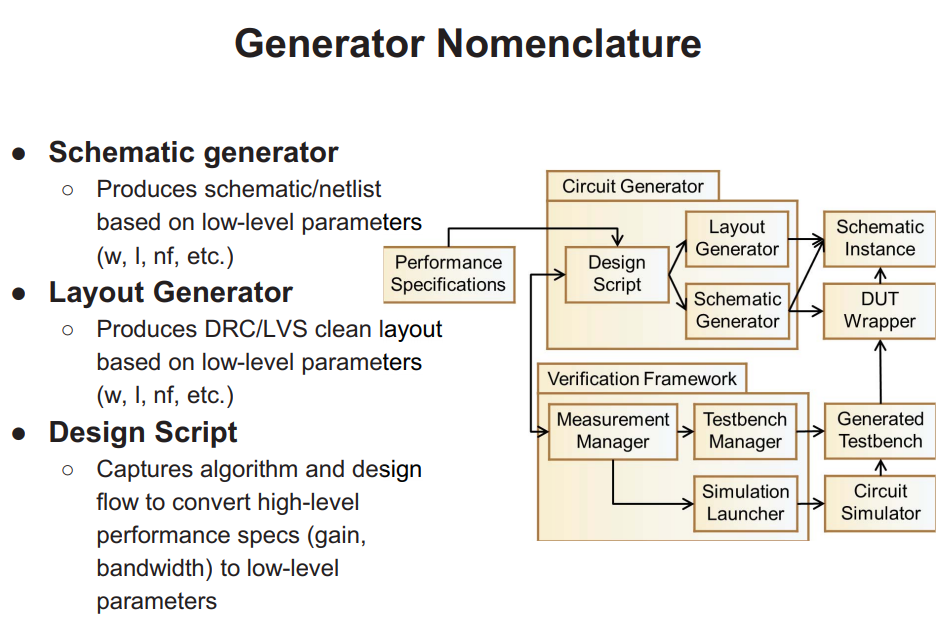 Generator Nomenclature
● Schematic generator
○ Produces schematic/netlist
based on low-level parameters
(w, l, nf, etc.)
● Layout Generator
○ Produces DRC/LVS clean layout
based on low-level parameters
(w, l, nf, etc.)
● Design Script
○ Captures algorithm and design
flow to convert high-level
performance specs (gain,
bandwidth) to low-level
parameters
Circuit Generator
Performance
Specifications
Design
Script
Layout
Generator
Schematic
Generator
Schematic
Instance
DUT
Wrapper
Verification Framework
Measurement
Manager
Testbench
Manager
Generated
Testbench
Simulation
Launcher
Circuit
Simulator